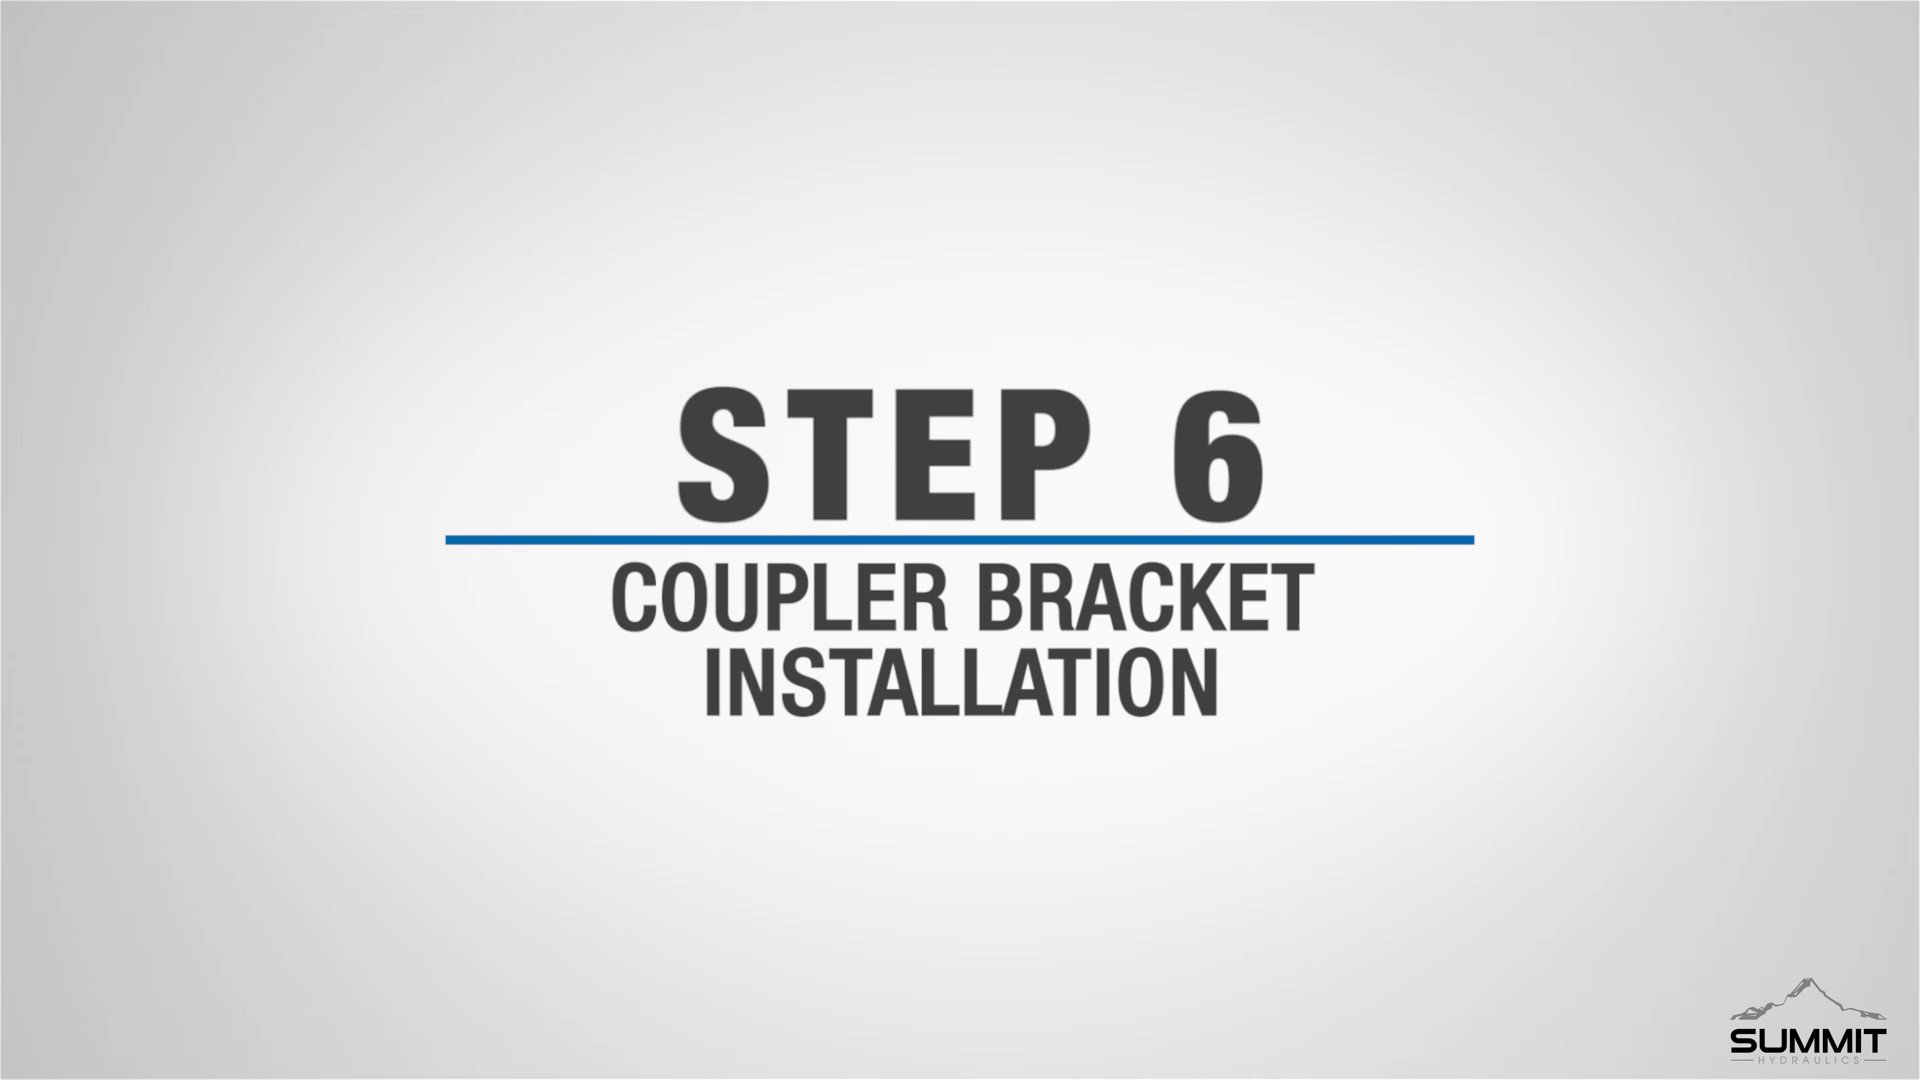 STEP 6
COUPLER BRACKET
INSTALLATION
SUMMIT
HYDRAULICS